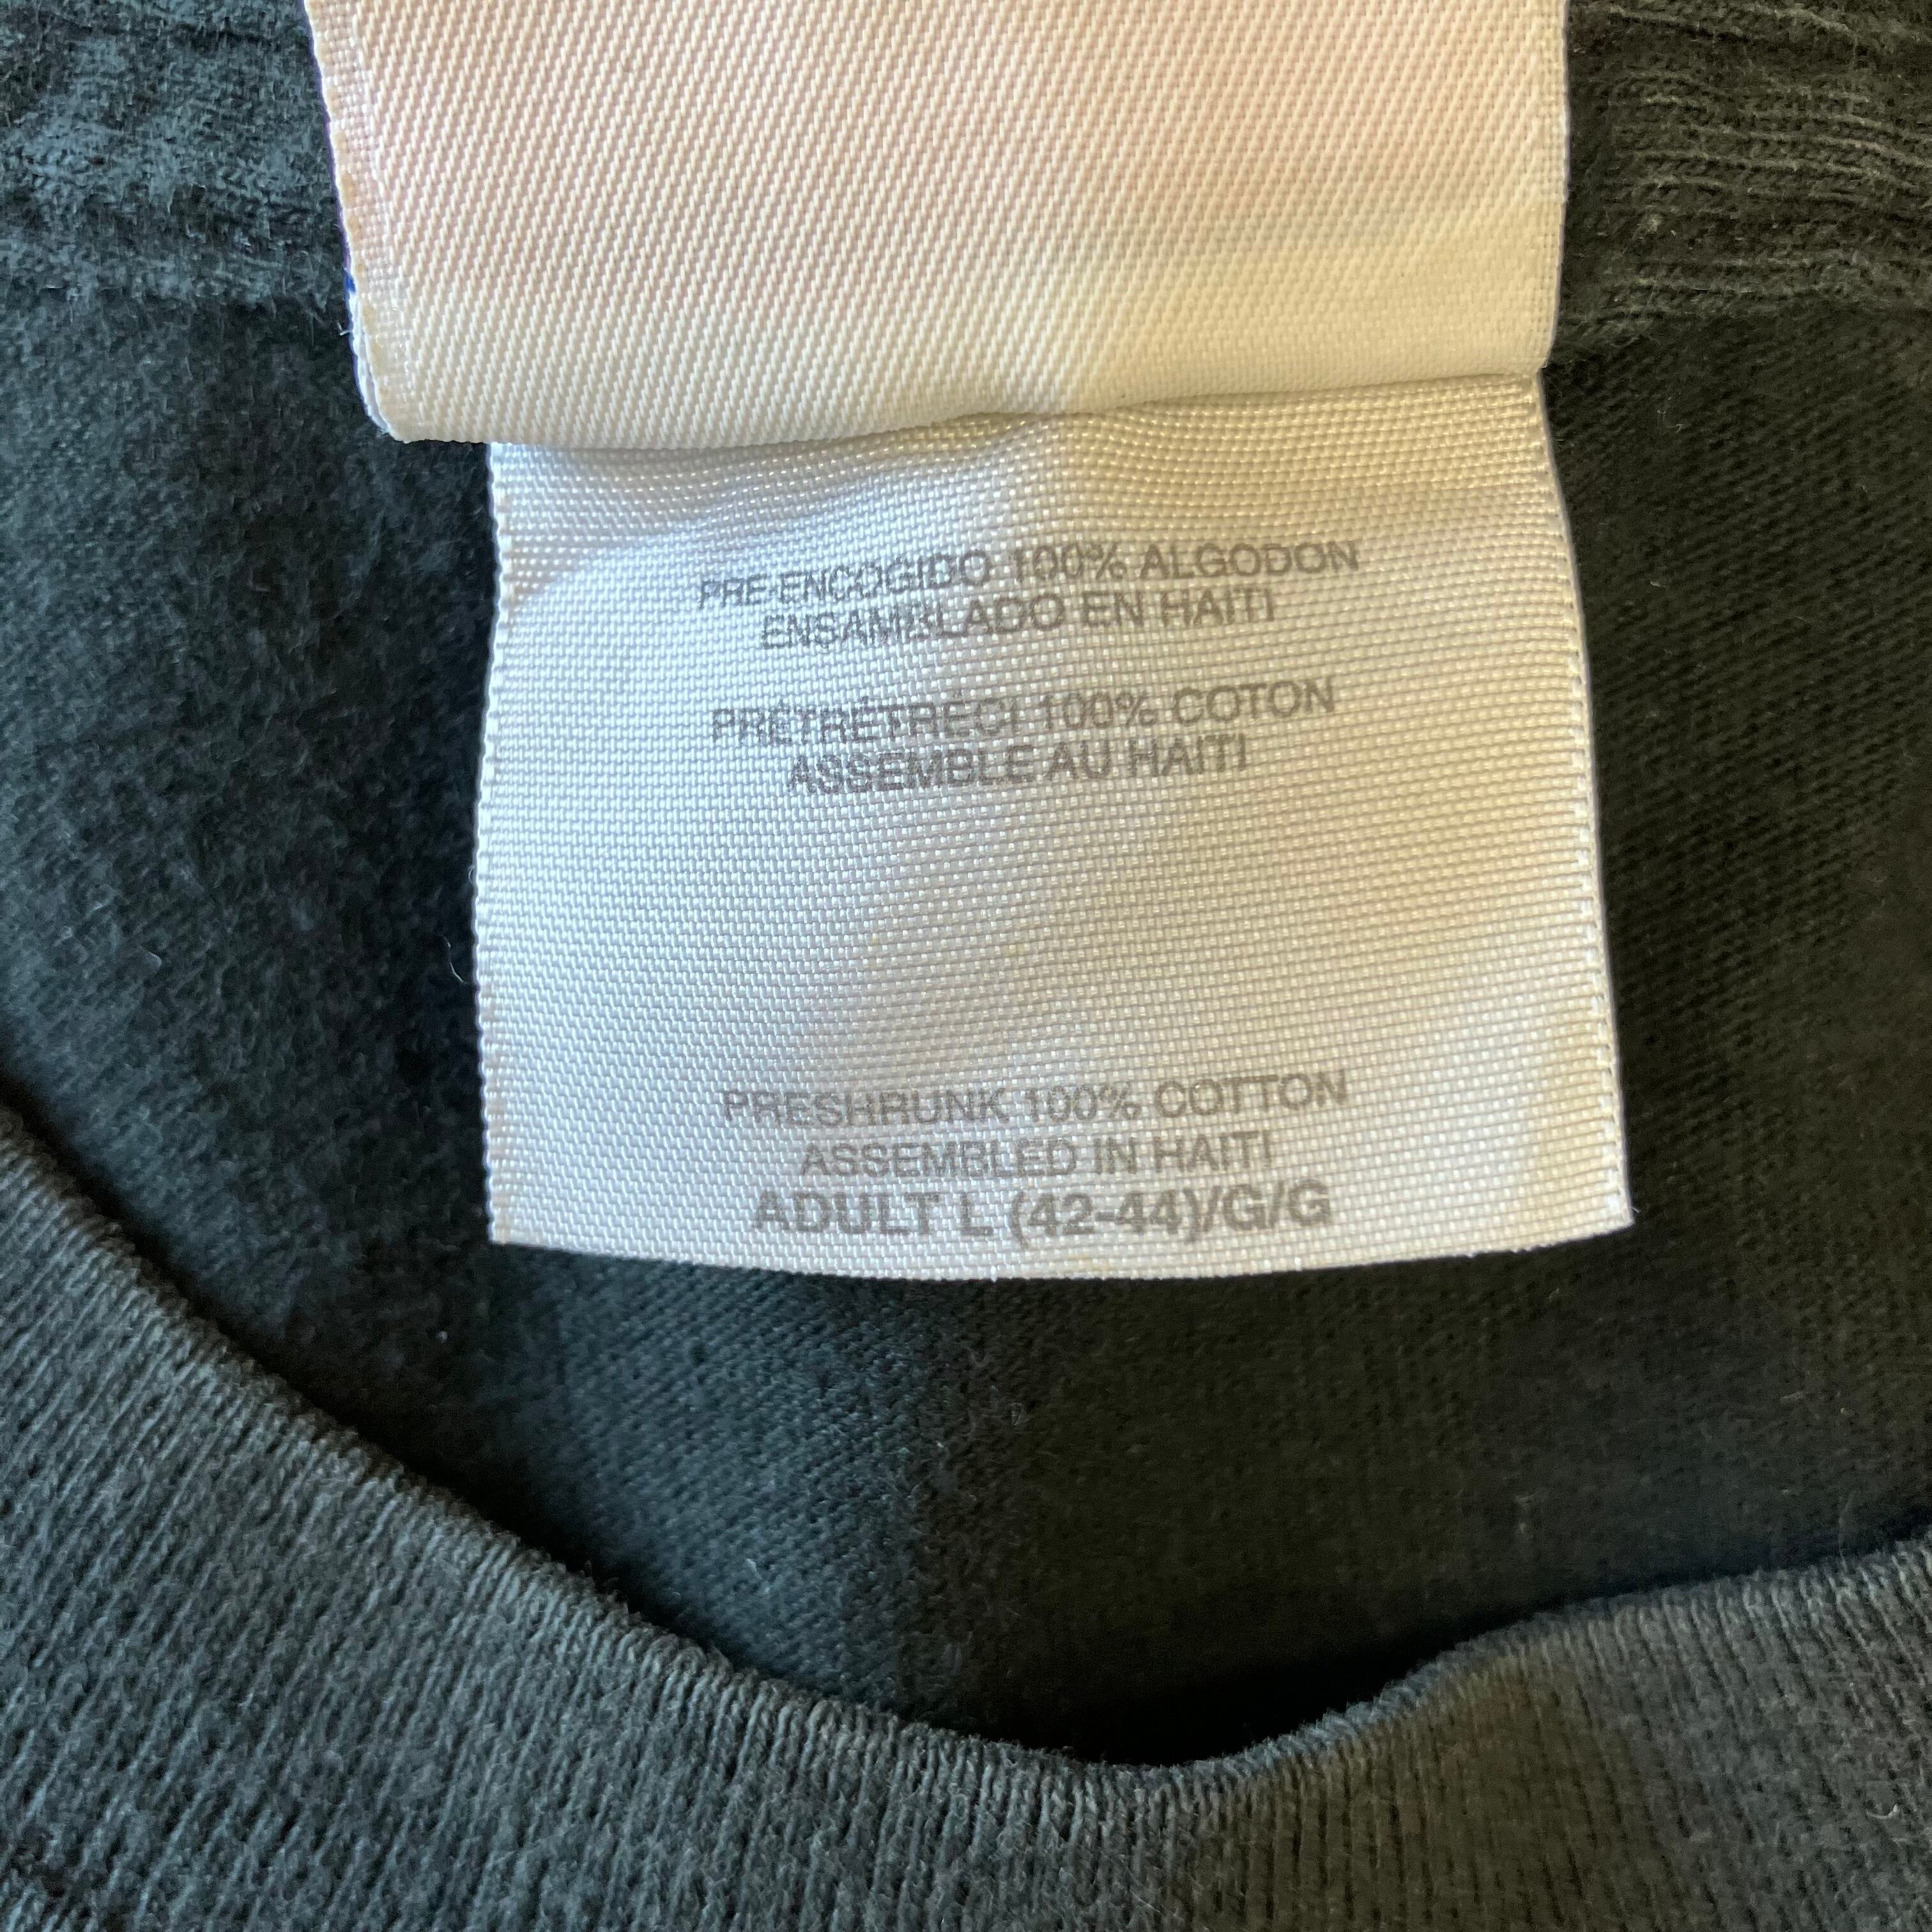 PRE-ENCOGIDO 100% ALGODON
ENSAMBLADO EN HAITI
PRÉTRÉTRÉCI 100% COTON
ASSEMBLE AU HAITI
PRESHRUNK 100% COTTON
ASSEMBLED IN HAITI
ADULT L (42-44)/G/G